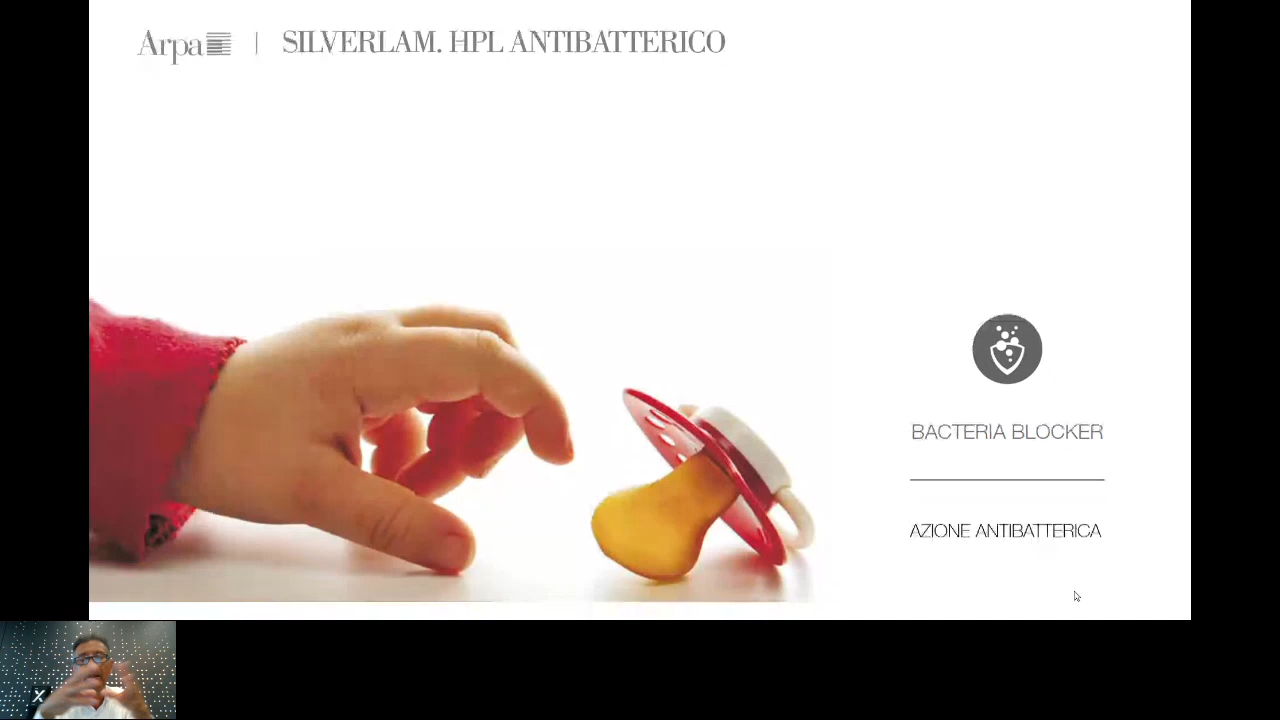 Arpa | SILVERLAM. HPL ANTIBATTERICO
BACTERIA BLOCKER
AZIONE ANTIBATTERICA
X